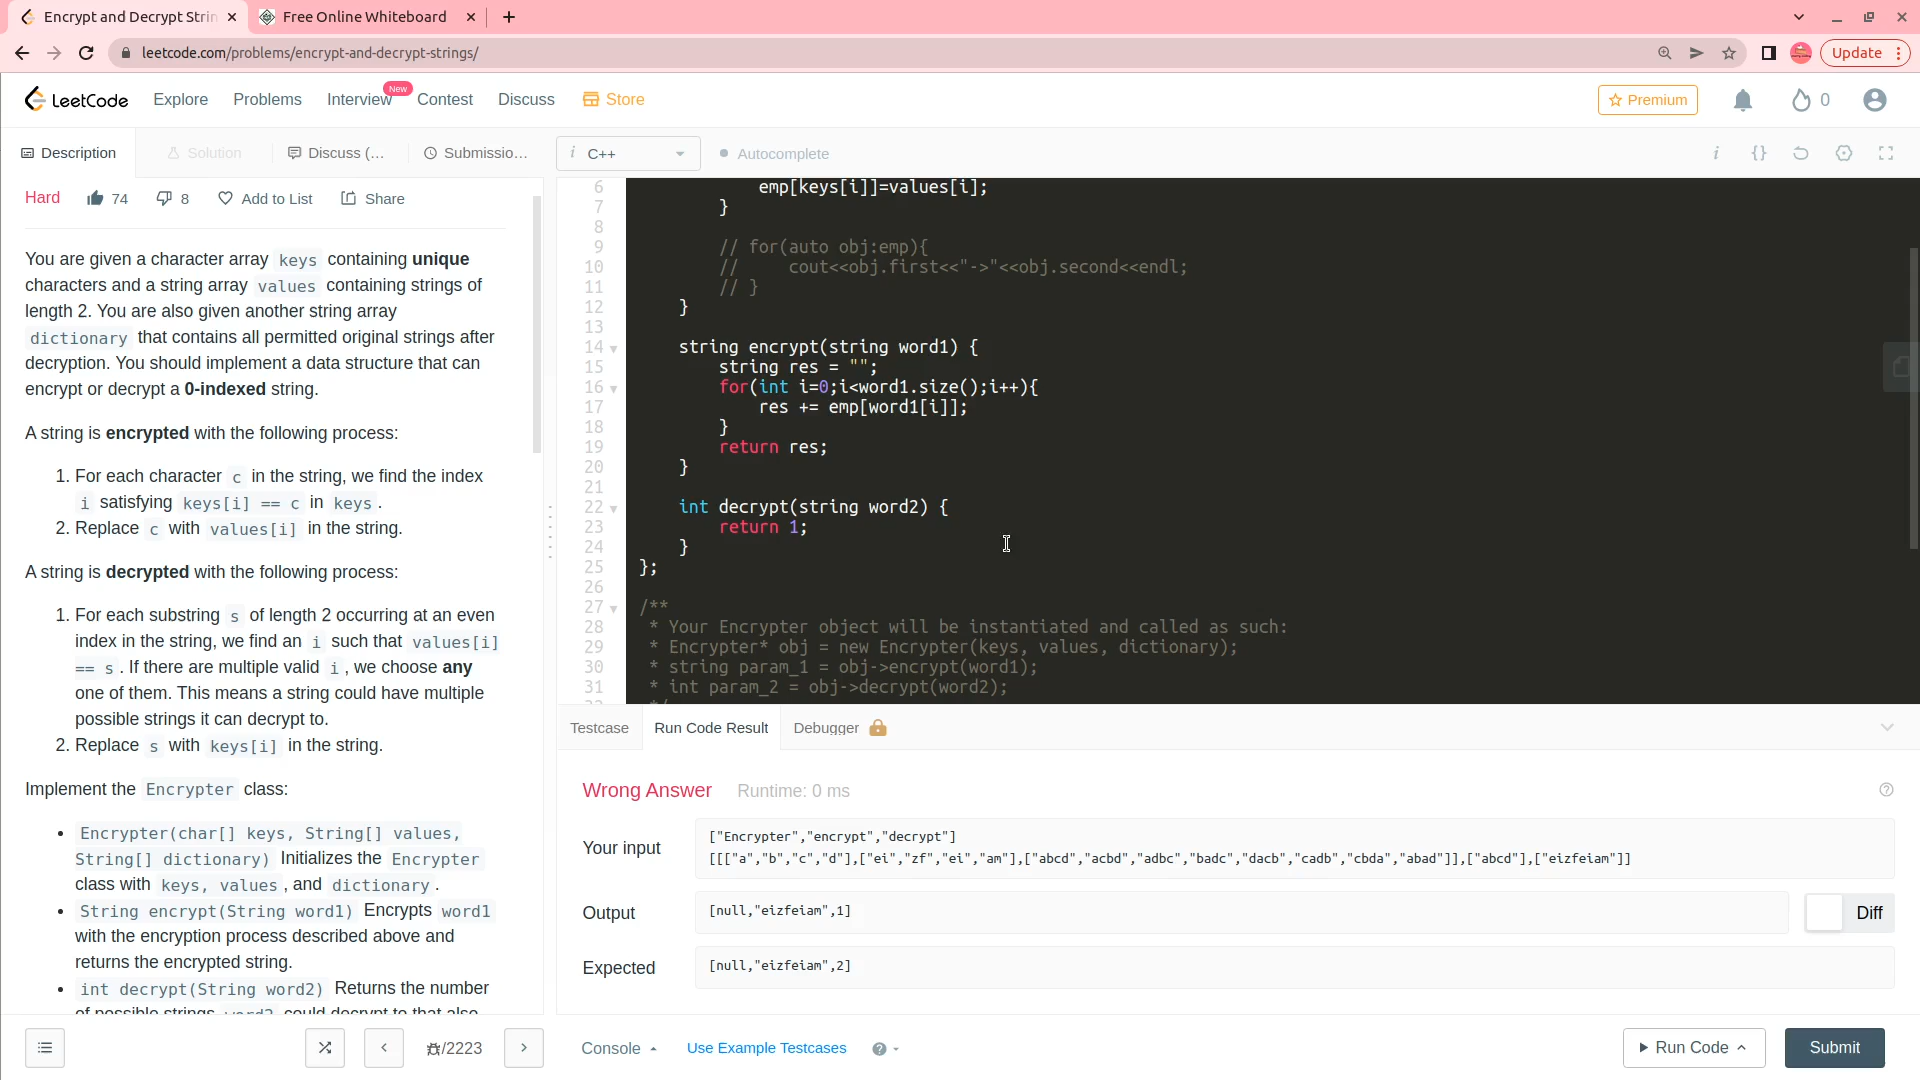 Encrypt and Decrypt Strin
Free Online Whiteboard
leetcode.com/problems/encrypt-and-decrypt-strings/
Update
LeetCode
Explore
Problems
Interview
New
Contest
Discuss
Store
Premium
0
Description
Solution
Discuss (...
Submissio...
i C++
Autocomplete
i {}
Hard 74 8 Add to List Share
You are given a character array keys containing unique
characters and a string array values containing strings of
length 2. You are also given another string array
dictionary that contains all permitted original strings after
decryption. You should implement a data structure that can
encrypt or decrypt a 0-indexed string.
A string is encrypted with the following process:
1. For each character c in the string, we find the index
i satisfying keys[i] == c in keys.
2. Replace c with values[i] in the string.
A string is decrypted with the following process:
1. For each substring s of length 2 occurring at an even
index in the string, we find an i such that values[i]
== s. If there are multiple valid i, we choose any
one of them. This means a string could have multiple
possible strings it can decrypt to.
2. Replace s with keys[i] in the string.
Implement the Encrypter class:
• Encrypter(char[] keys, String[] values,
String[] dictionary) Initializes the Encrypter
class with keys, values, and dictionary.
• String encrypt(String word1) Encrypts word1
with the encryption process described above and
returns the encrypted string.
• int decrypt(String word2) Returns the number
of possible strings word2 could decrypt to that also
6 emp[keys[i]]=values[i];
7 }
8
9 // for(auto obj:emp){
10 // cout<<obj.first<<"->"<<obj.second<<endl;
11 // }
12 }
13
14 string encrypt(string word1) {
15 string res = "";
16 for(int i=0;i<word1.size();i++){
17 res += emp[word1[i]];
18 }
19 return res;
20 }
21
22 int decrypt(string word2) {
23 return 1;
24 }
25 };
26
27 /**
28 * Your Encrypter object will be instantiated and called as such:
29 * Encrypter* obj = new Encrypter(keys, values, dictionary);
30 * string param_1 = obj->encrypt(word1);
31 * int param_2 = obj->decrypt(word2);
32 */
Testcase
Run Code Result
Debugger
Wrong Answer Runtime: 0 ms
Your input
["Encrypter","encrypt","decrypt"]
[[["a","b","c","d"],["ei","zf","ei","am"],["abcd","acbd","adbc","badc","dacb","cadb","cbda","abad"]],["abcd"],["eizfeiam"]]
Output
[null,"eizfeiam",1]
Diff
Expected
[null,"eizfeiam",2]
/2223
Console
Use Example Testcases
Run Code
Submit